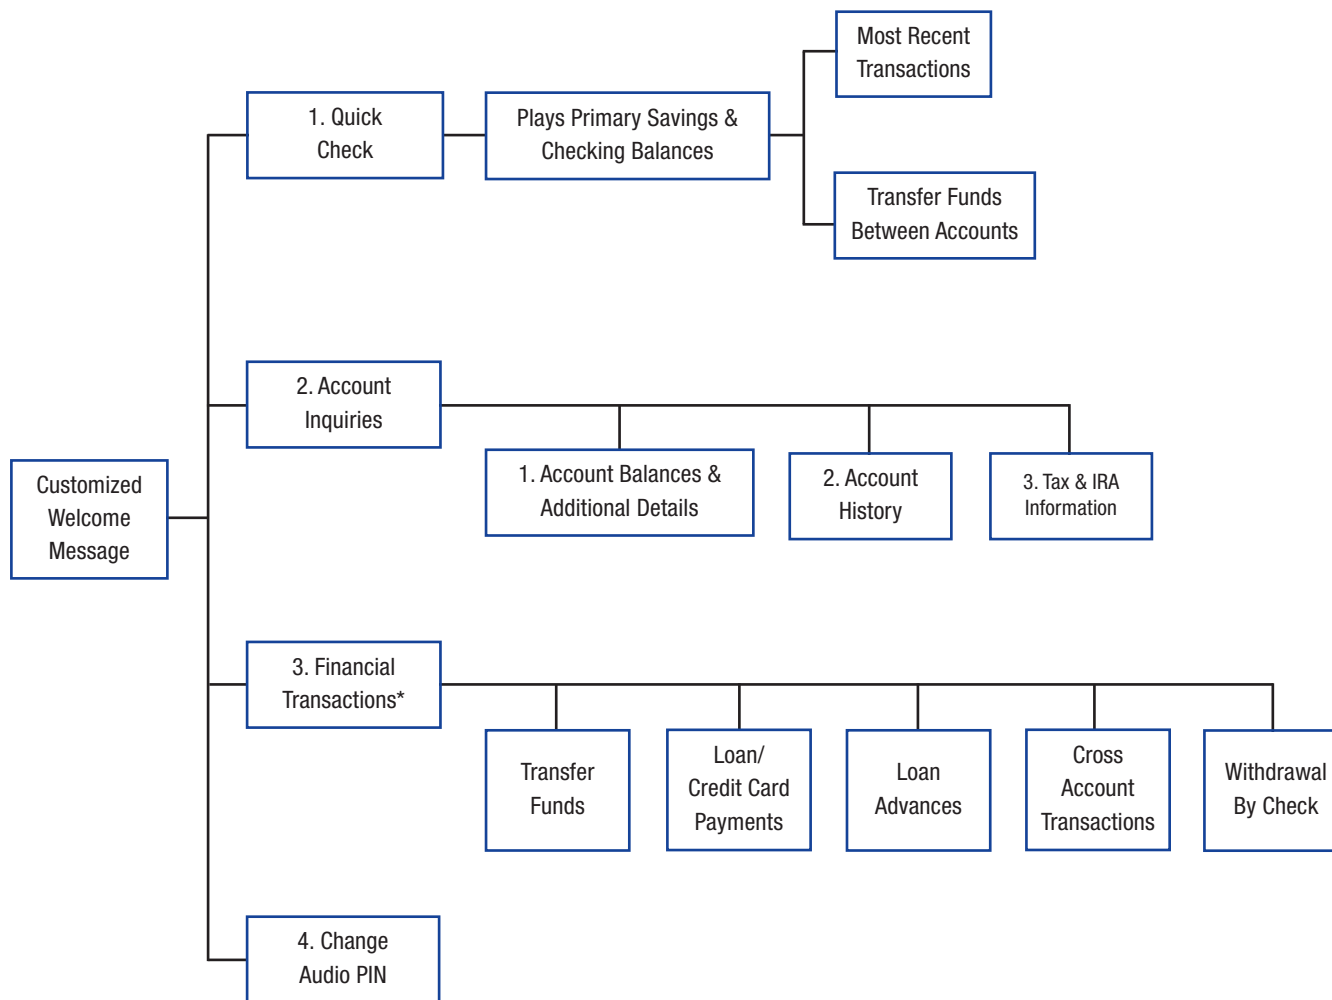 Most Recent
Transactions
1. Quick
Check
Plays Primary Savings &
Checking Balances
Transfer Funds
Between Accounts
2. Account
Inquiries
1. Account Balances &
Additional Details
2. Account
History
3. Tax & IRA
Information
Customized
Welcome
Message
3. Financial
Transactions*
Transfer
Funds
Loan/
Credit Card
Payments
Loan
Advances
Cross
Account
Transactions
Withdrawal
By Check
4. Change
Audio PIN